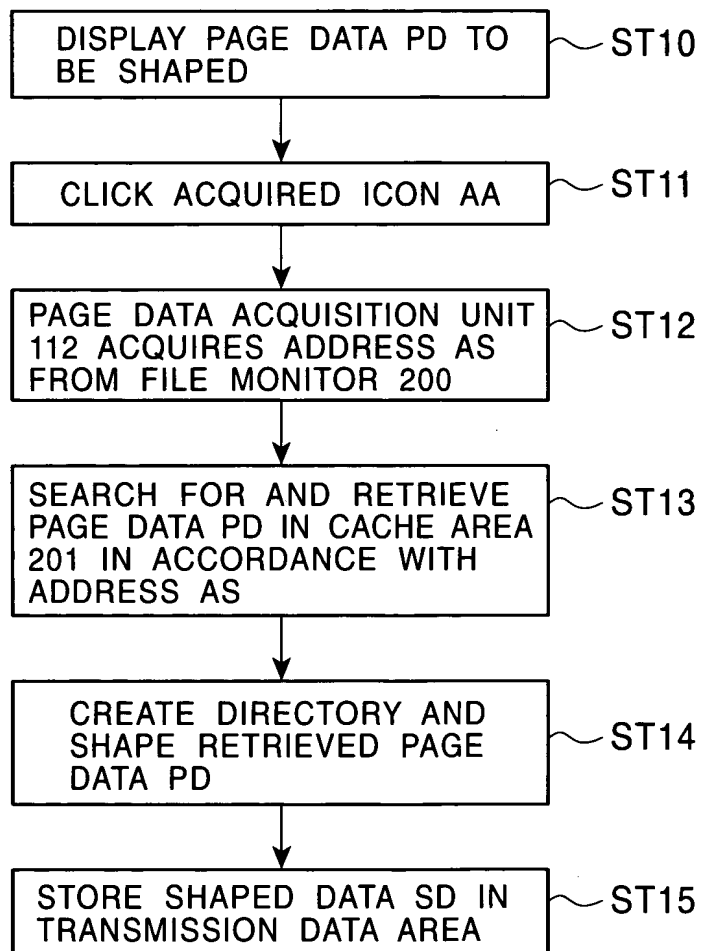 DISPLAY PAGE DATA PD TO
BE SHAPED
ST10
CLICK ACQUIRED ICON AA
ST11
PAGE DATA ACQUISITION UNIT
112 ACQUIRES ADDRESS AS
FROM FILE MONITOR 200
ST12
SEARCH FOR AND RETRIEVE
PAGE DATA PD IN CACHE AREA
201 IN ACCORDANCE WITH
ADDRESS AS
ST13
CREATE DIRECTORY AND
SHAPE RETRIEVED PAGE
DATA PD
ST14
STORE SHAPED DATA SD IN
TRANSMISSION DATA AREA
ST15